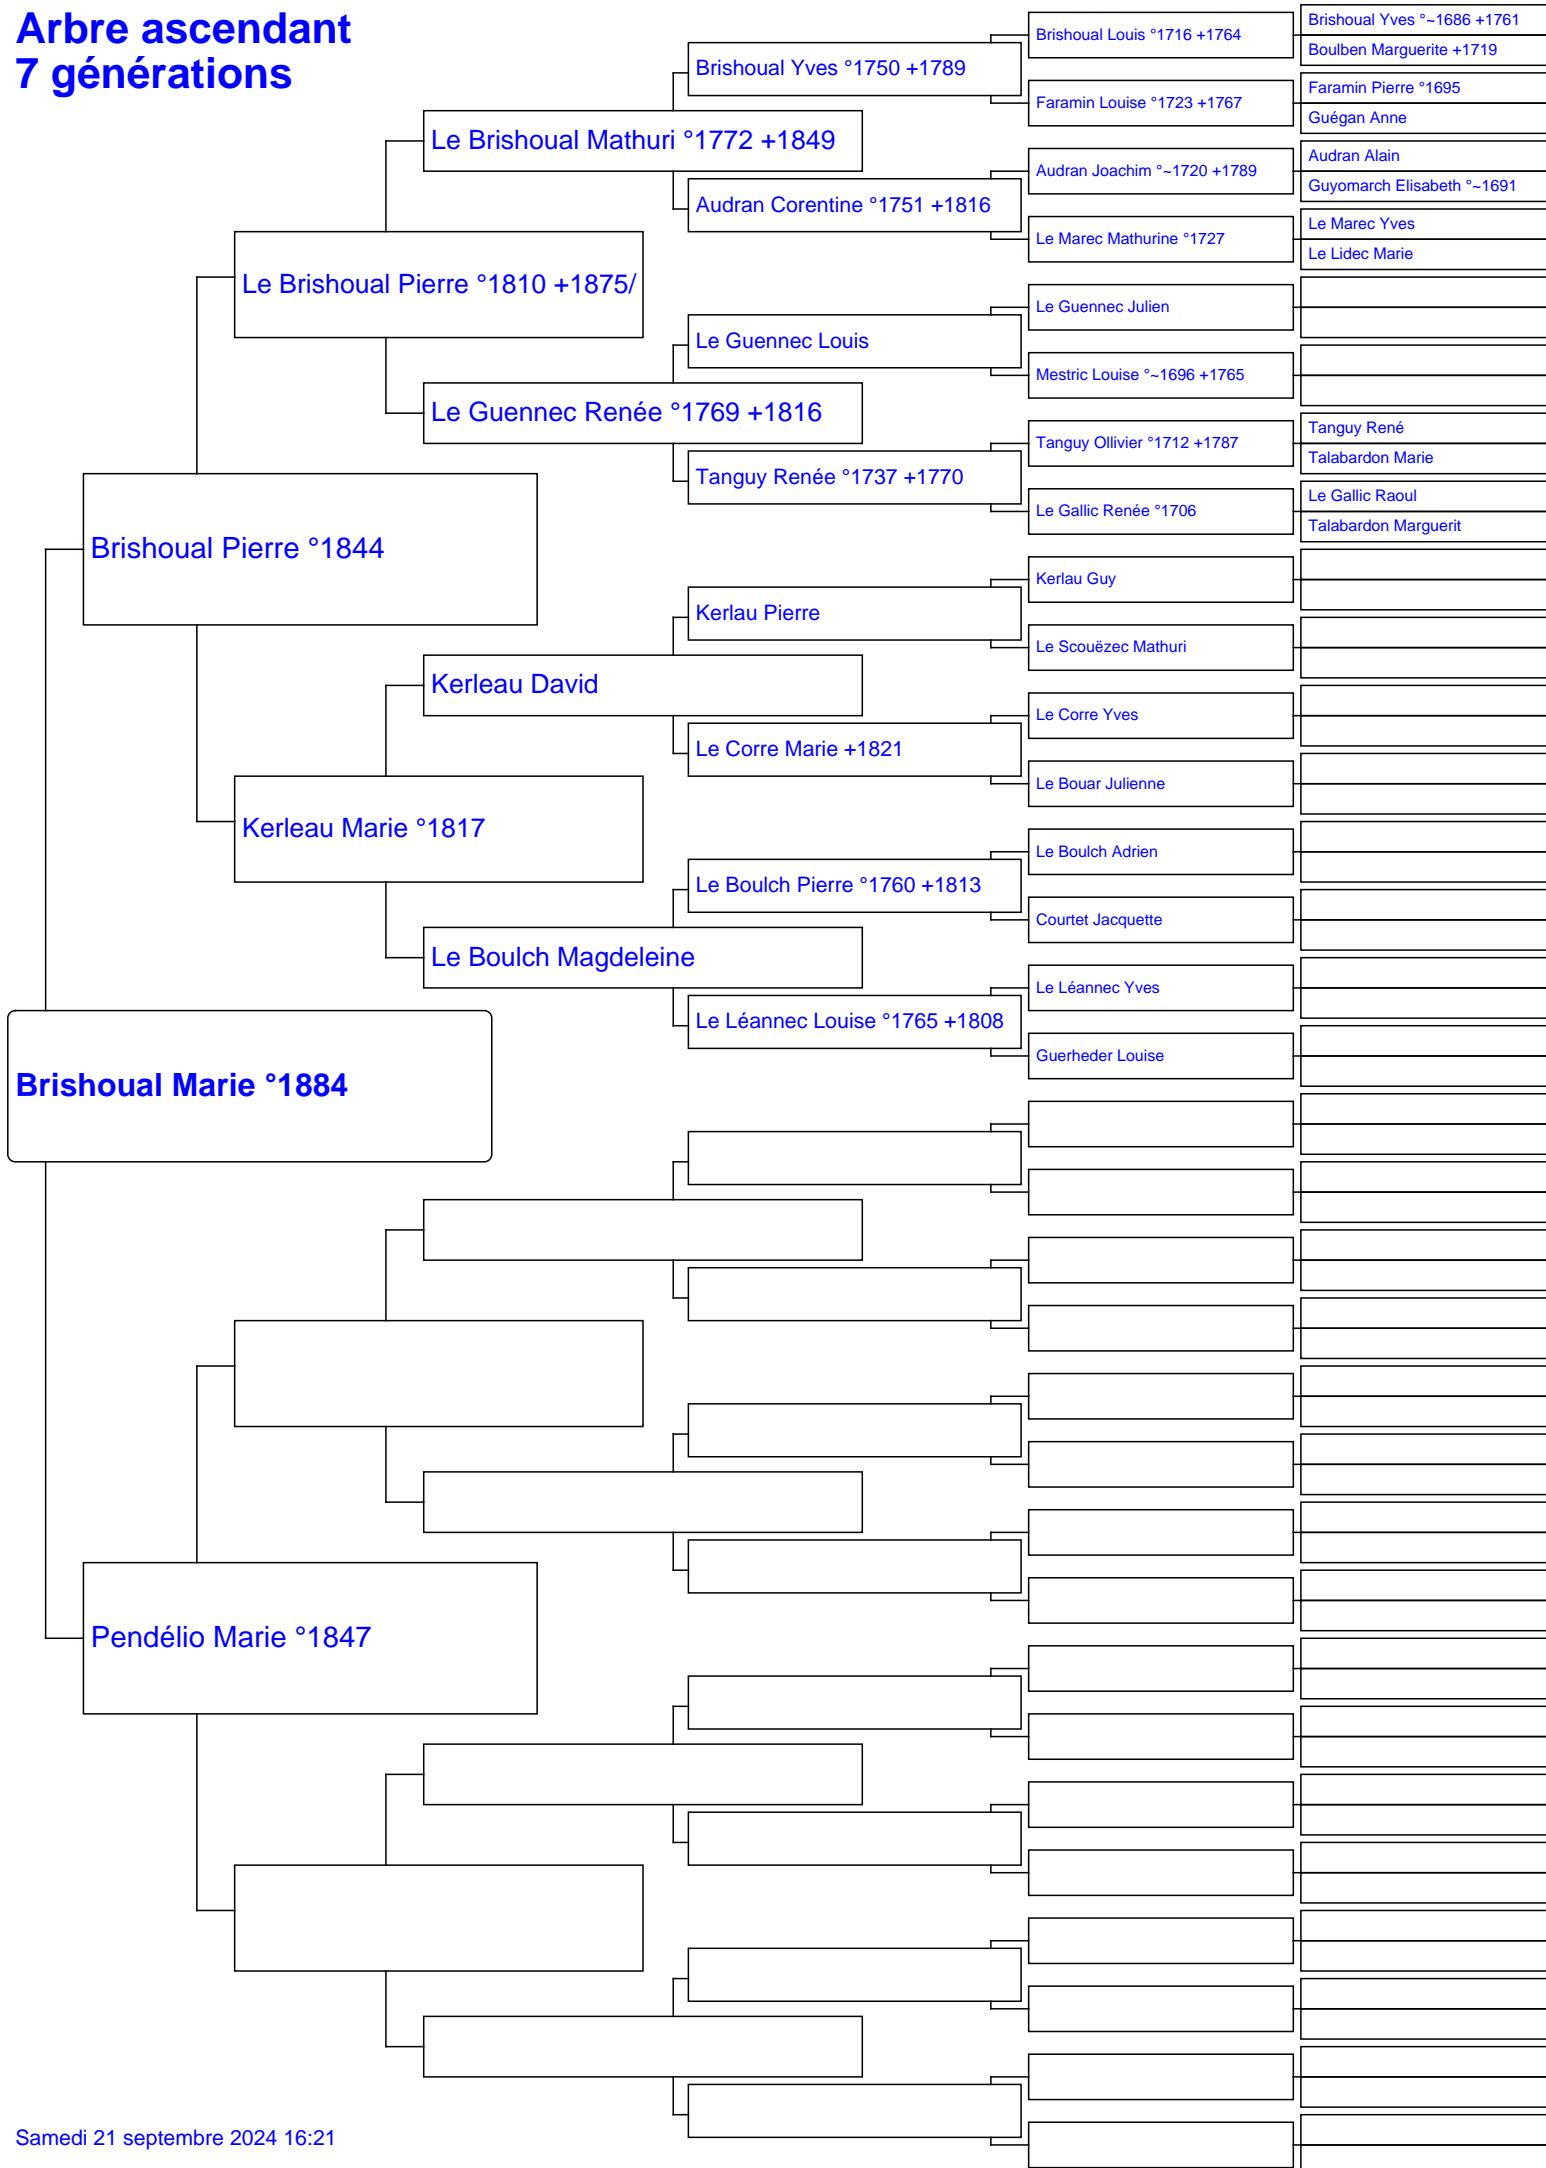 Arbre ascendant
7 générations
Brishoual Marie °1884
Brishoual Pierre °1844
Pendélio Marie °1847
Le Brishoual Pierre °1810 +1875/
Kerleau Marie °1817
Le Brishoual Mathuri °1772 +1849
Le Guennec Renée °1769 +1816
Kerleau David
Le Boulch Magdeleine
Brishoual Yves °1750 +1789
Audran Corentine °1751 +1816
Le Guennec Louis
Tanguy Renée °1737 +1770
Kerlau Pierre
Le Corre Marie +1821
Le Boulch Pierre °1760 +1813
Le Léannec Louise °1765 +1808
Brishoual Louis °1716 +1764
Faramin Louise °1723 +1767
Audran Joachim °~1720 +1789
Le Marec Mathurine °1727
Le Guennec Julien
Mestric Louise °~1696 +1765
Tanguy Ollivier °1712 +1787
Le Gallic Renée °1706
Kerlau Guy
Le Scouëzec Mathuri
Le Corre Yves
Le Bouar Julienne
Le Boulch Adrien
Courtet Jacquette
Le Léannec Yves
Guerheder Louise
Brishoual Yves °~1686 +1761
Boulben Marguerite +1719
Faramin Pierre °1695
Guégan Anne
Audran Alain
Guyomarch Elisabeth °~1691
Le Marec Yves
Le Lidec Marie
Tanguy René
Talabardon Marie
Le Gallic Raoul
Talabardon Marguerit
Samedi 21 septembre 2024 16:21